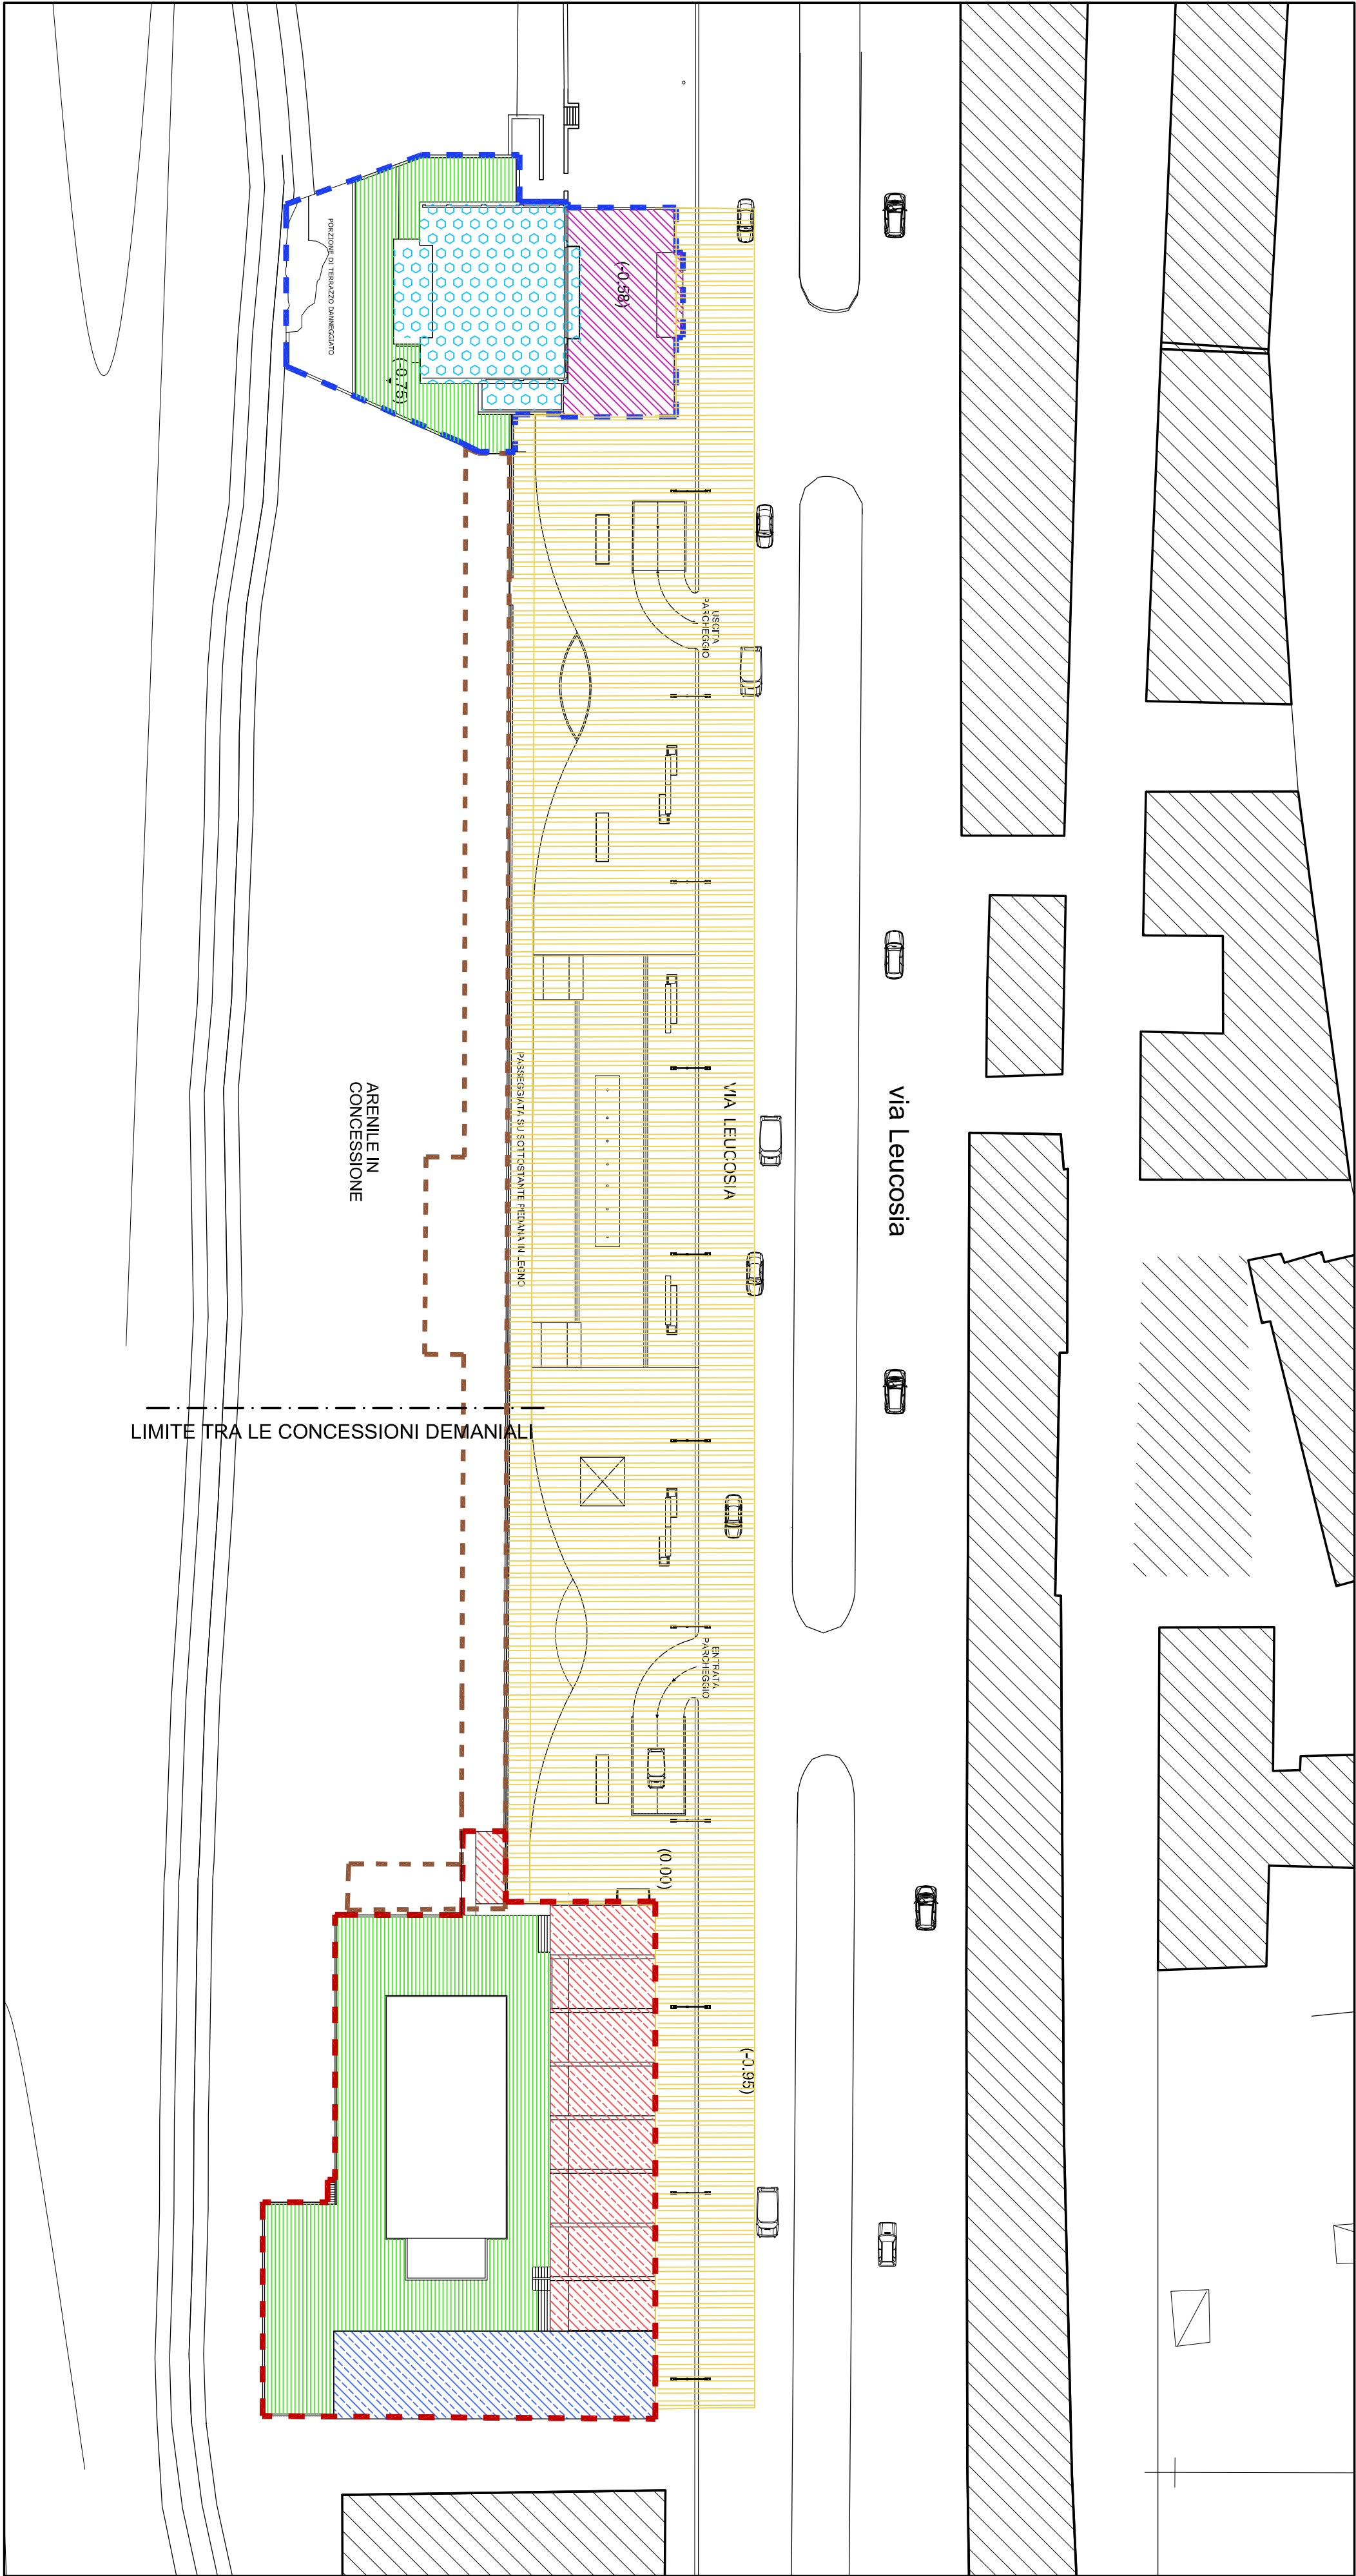 (-0.58)
PORZIONE DI TERRAZZO DANNEGGIATO
(-0.75)
USCITA
PARCHEGGIO
via Leucosia
VIA LEUCOSIA
PASSEGGIATA SU SOTTOSTANTE PEDANA IN LEGNO
ARENILE IN
CONCESSIONE
LIMITE TRA LE CONCESSIONI DEMANIALI
ENTRATA
PARCHEGGIO
(0.00)
(-0.95)